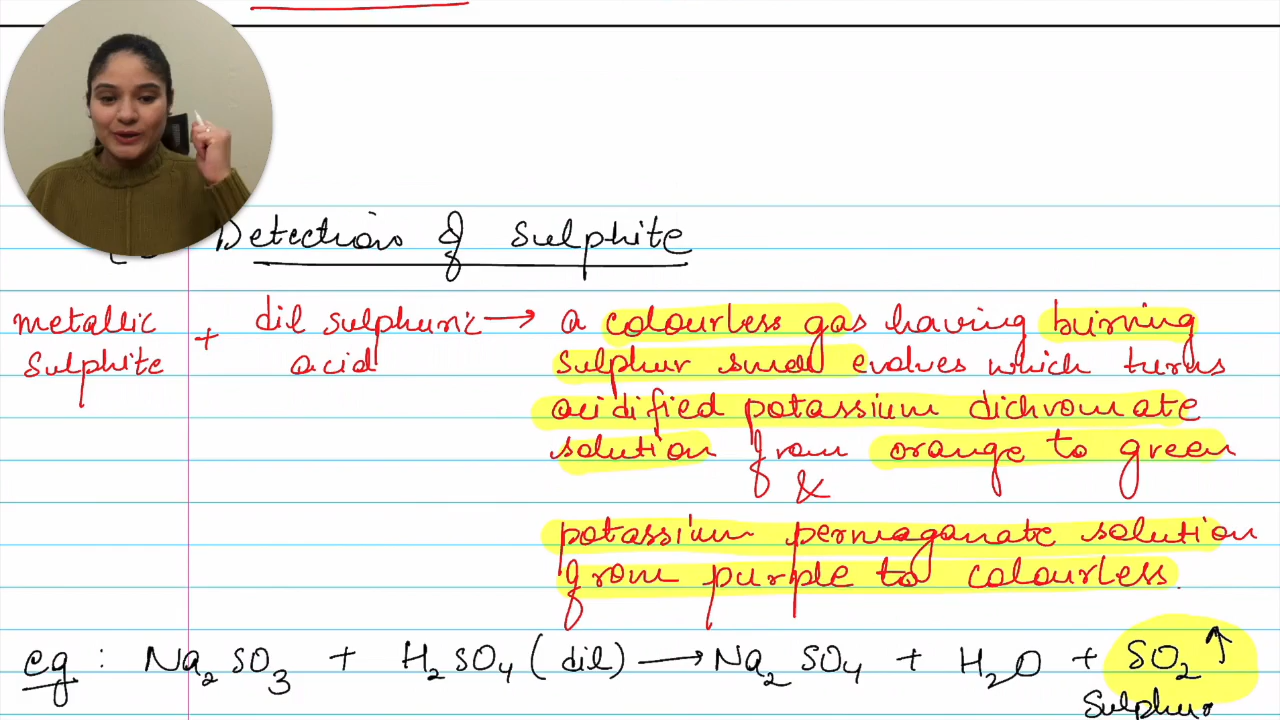 Detection of Sulphite
metallic + dil sulphuric → a colourless gas having burning
sulphite acid sulphur smell evolves which turns
acidified potassium dichromate
solution from orange to green
&
potassium permaganate solution
from purple to colourless.
eg : Na₂SO₃ + H₂SO₄ (dil) → Na₂SO₄ + H₂O + SO₂ ↑
Sulphur